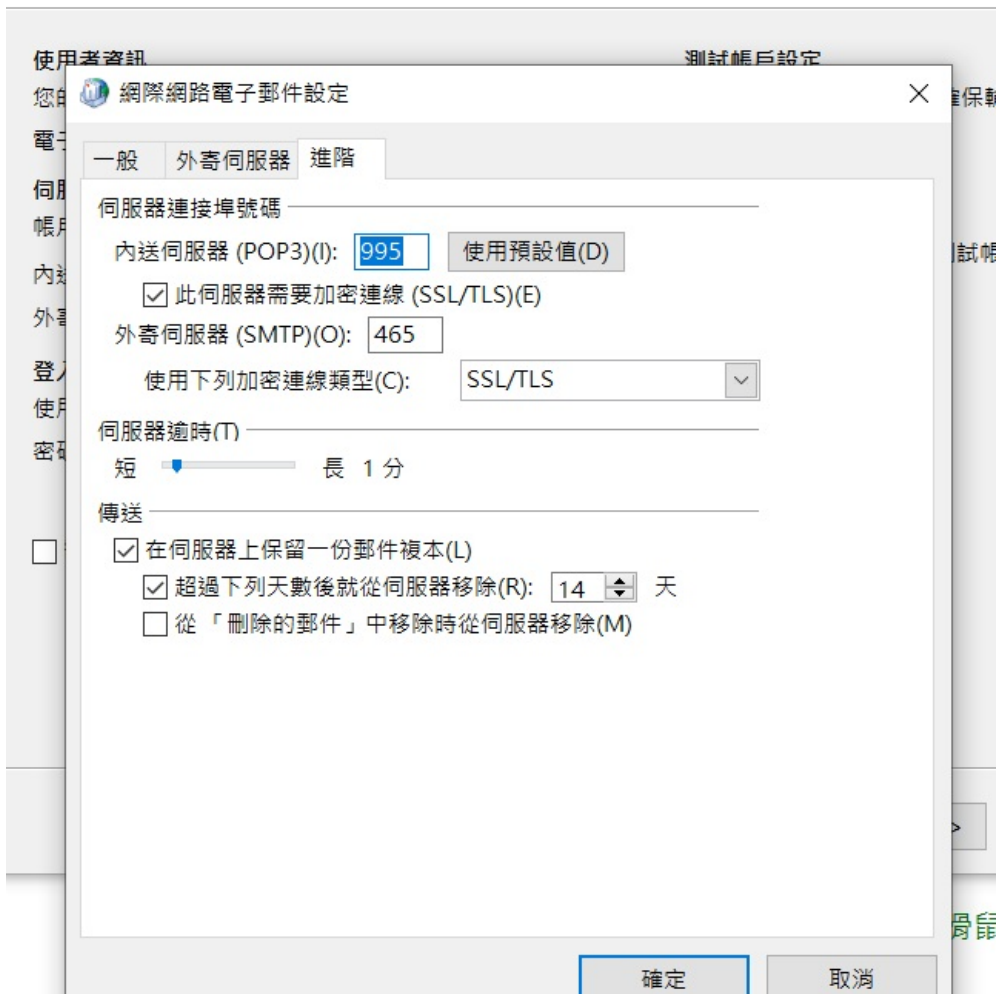 使用者資訊
測試帳戶設定
網際網路電子郵件設定
一般
外寄伺服器
進階
伺服器連接埠號碼
內送伺服器 (POP3)(I): 995 使用預設值(D)
此伺服器需要加密連線 (SSL/TLS)(E)
外寄伺服器 (SMTP)(O): 465
使用下列加密連線類型(C): SSL/TLS
伺服器逾時(T)
短 長 1 分
傳送
在伺服器上保留一份郵件複本(L)
超過下列天數後就從伺服器移除(R): 14 天
從「刪除的郵件」中移除時從伺服器移除(M)
確定
取消